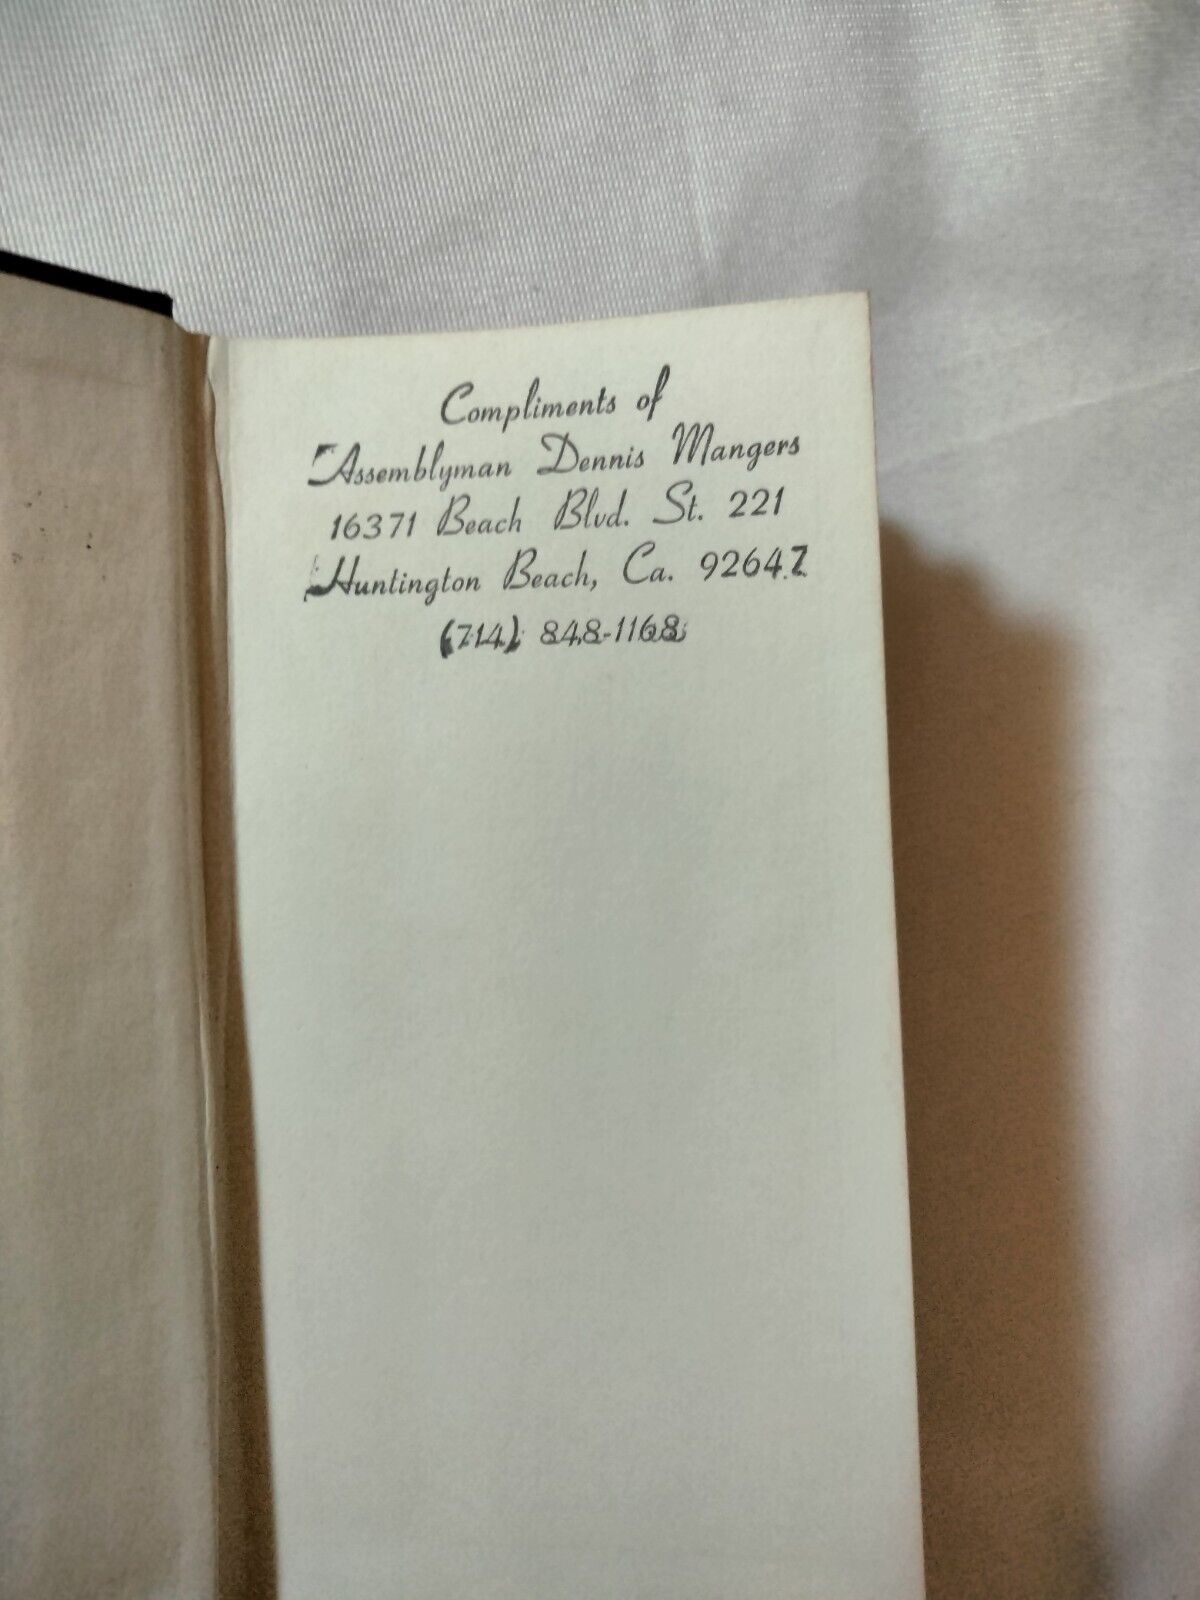 Compliments of
Assemblyman Dennis Mangers
16371 Beach Blvd. St. 221
Huntington Beach, Ca. 92647
(714) 848-1168